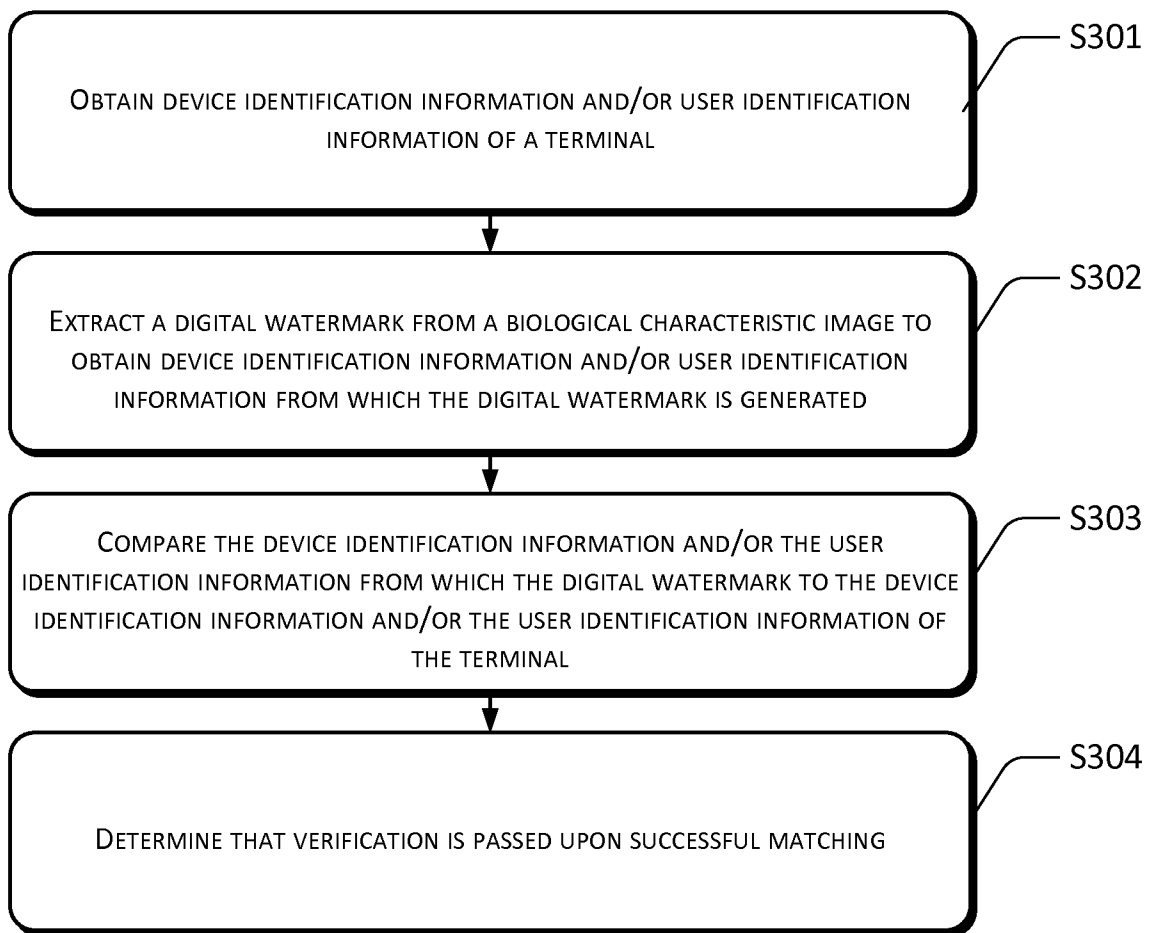 OBTAIN DEVICE IDENTIFICATION INFORMATION AND/OR USER IDENTIFICATION
INFORMATION OF A TERMINAL
S301
EXTRACT A DIGITAL WATERMARK FROM A BIOLOGICAL CHARACTERISTIC IMAGE TO
OBTAIN DEVICE IDENTIFICATION INFORMATION AND/OR USER IDENTIFICATION
INFORMATION FROM WHICH THE DIGITAL WATERMARK IS GENERATED
S302
COMPARE THE DEVICE IDENTIFICATION INFORMATION AND/OR THE USER
IDENTIFICATION INFORMATION FROM WHICH THE DIGITAL WATERMARK TO THE DEVICE
IDENTIFICATION INFORMATION AND/OR THE USER IDENTIFICATION INFORMATION OF
THE TERMINAL
S303
DETERMINE THAT VERIFICATION IS PASSED UPON SUCCESSFUL MATCHING
S304